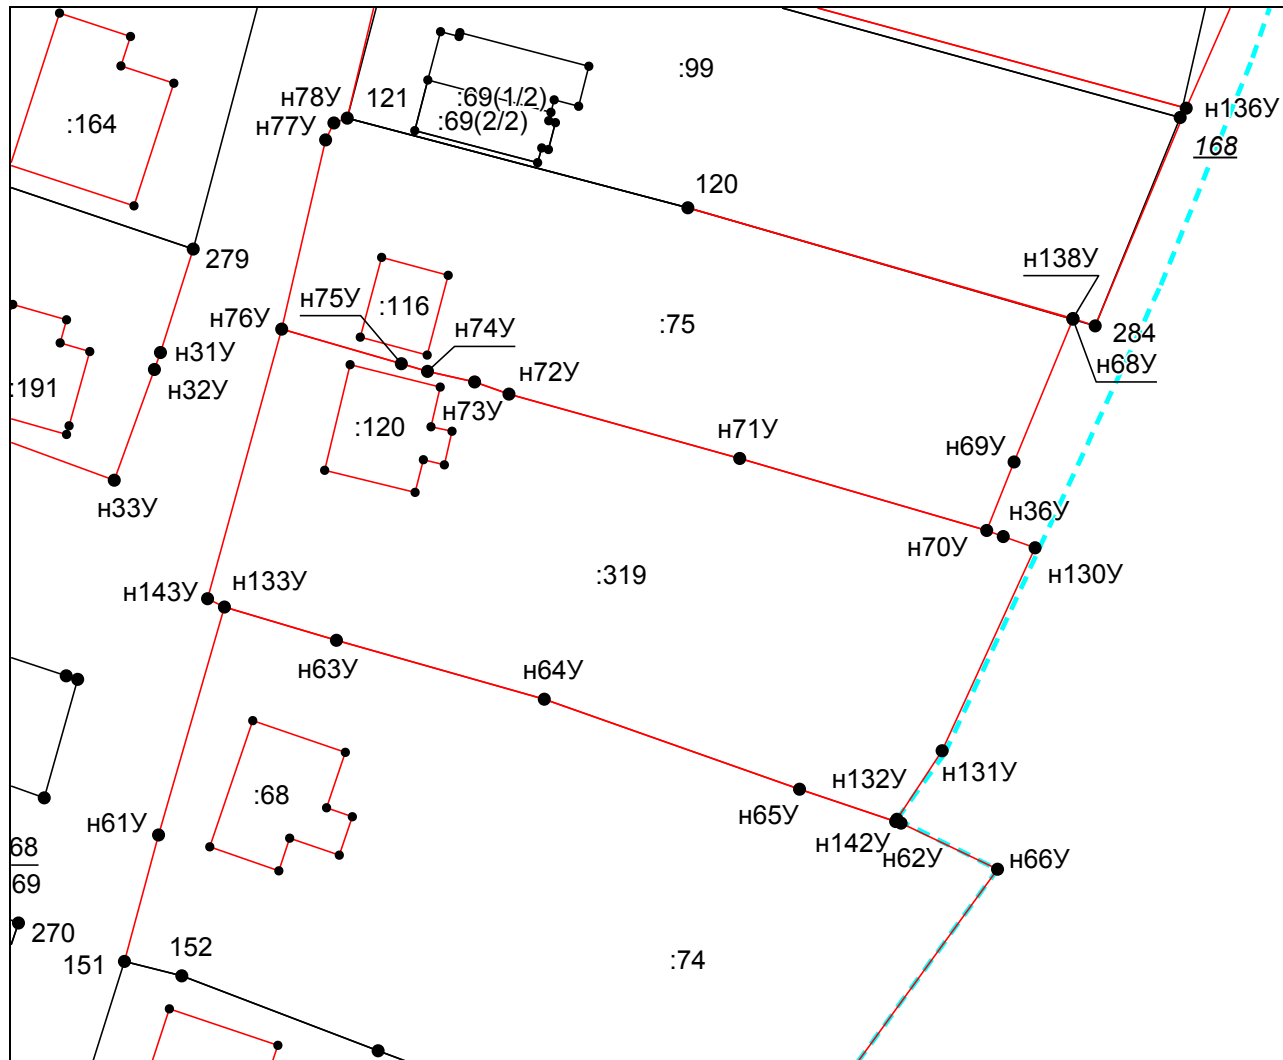 :99
:69(1/2)
:69(2/2)
н78У
121
н77У
:164
н136У
168
120
279
н138У
н75У
:116
н76У
н74У
:75
284
н31У
н32У
н68У
:191
н72У
н73У
:120
н71У
н69У
н33У
н36У
н70У
н130У
:319
н143У
н133У
н63У
н64У
н132У
н131У
:68
н65У
н61У
н142У
н62У
н66У
68
69
270
152
151
:74